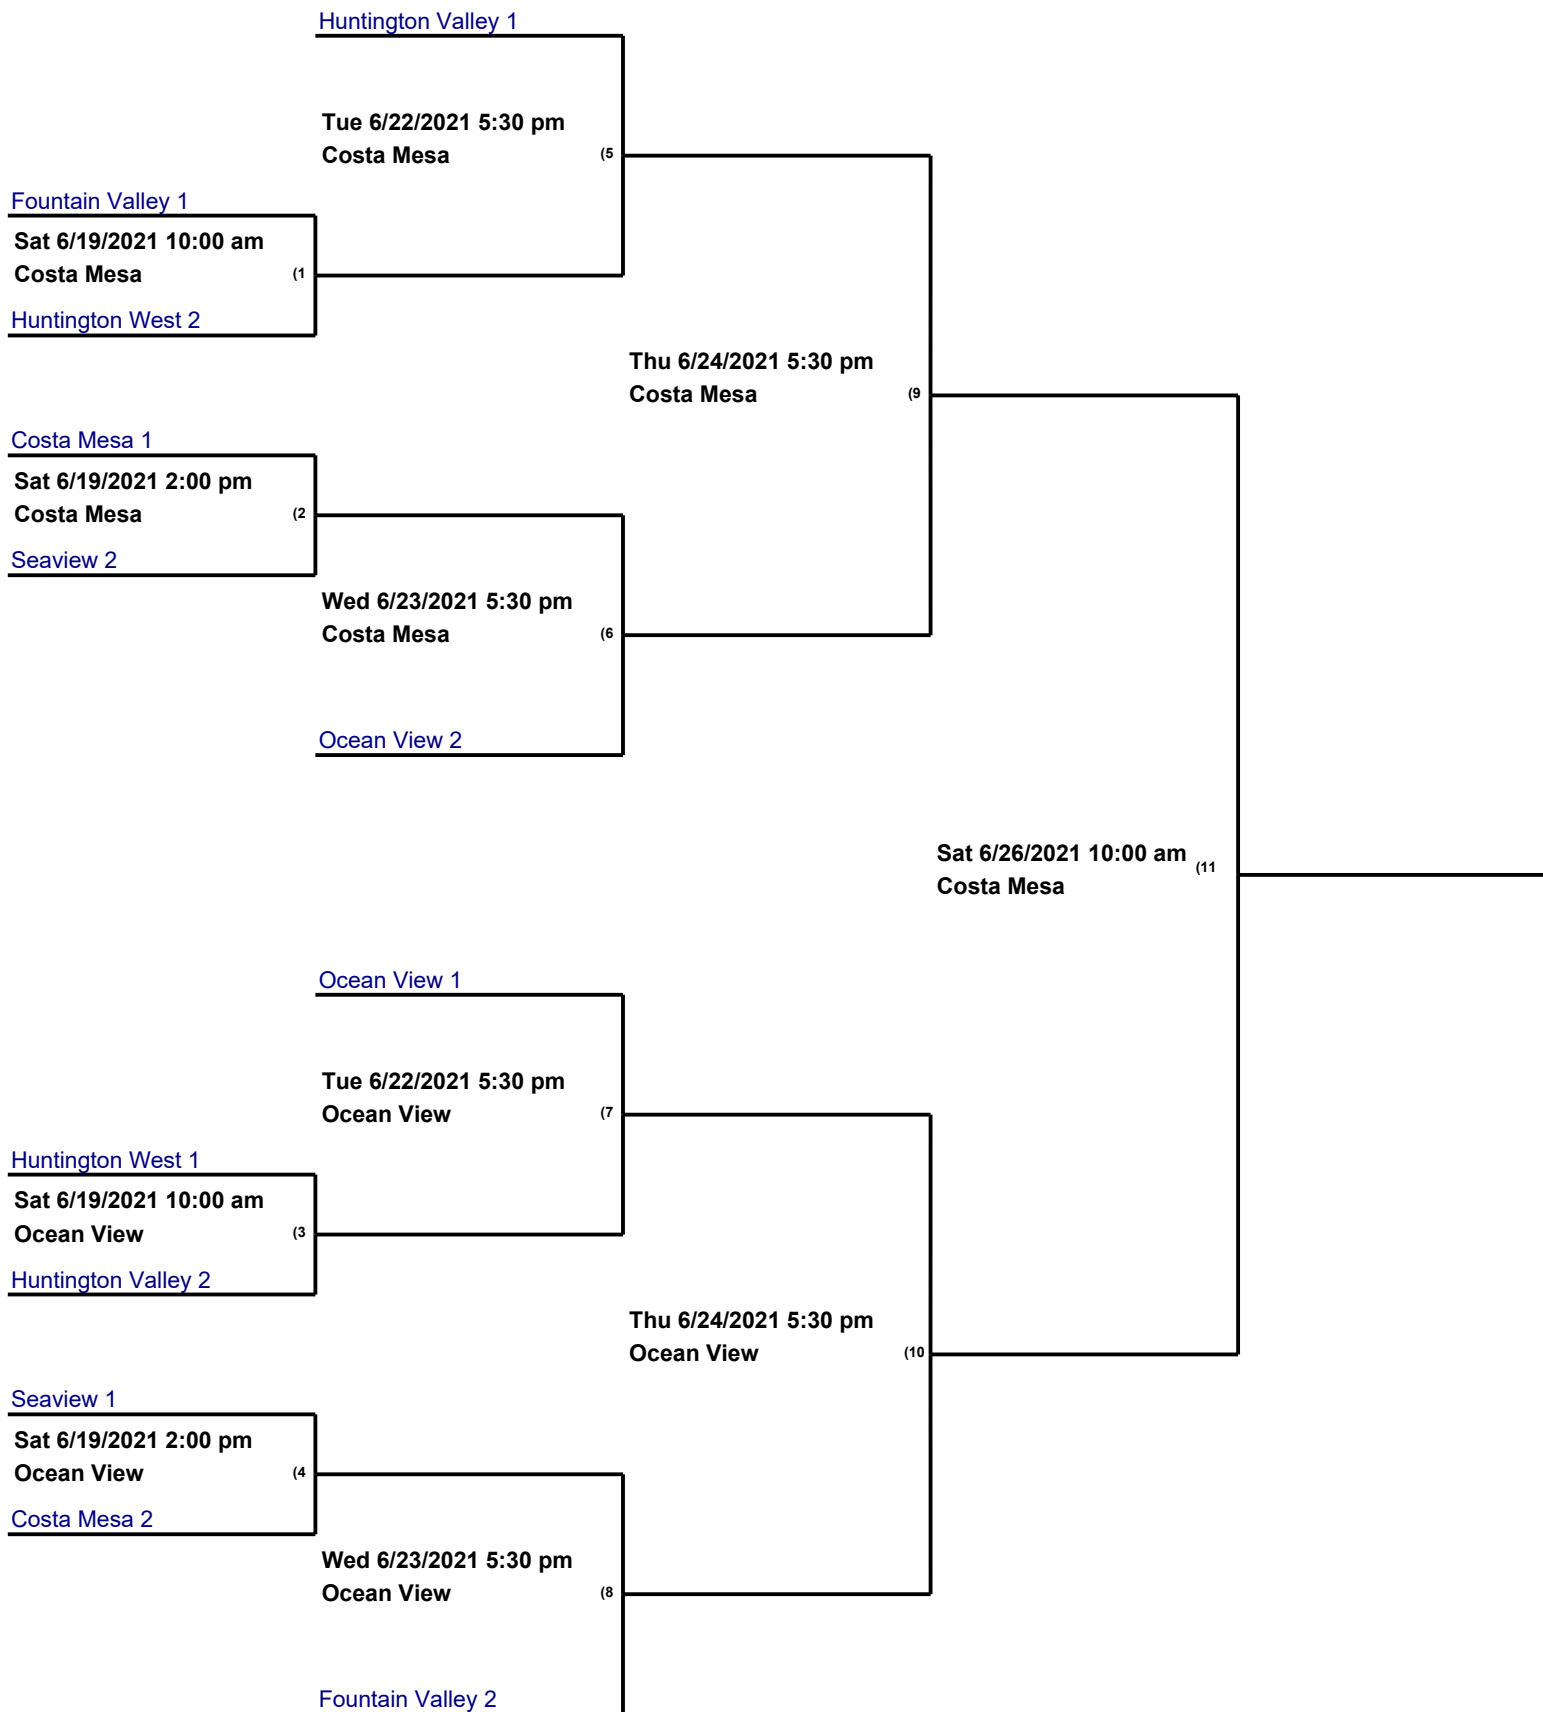 Huntington Valley 1
Tue 6/22/2021 5:30 pm
Costa Mesa (5
Fountain Valley 1
Sat 6/19/2021 10:00 am
Costa Mesa (1
Huntington West 2
Thu 6/24/2021 5:30 pm
Costa Mesa (9
Costa Mesa 1
Sat 6/19/2021 2:00 pm
Costa Mesa (2
Seaview 2
Wed 6/23/2021 5:30 pm
Costa Mesa (6
Ocean View 2
Sat 6/26/2021 10:00 am (11
Costa Mesa
Ocean View 1
Tue 6/22/2021 5:30 pm
Ocean View (7
Huntington West 1
Sat 6/19/2021 10:00 am
Ocean View (3
Huntington Valley 2
Thu 6/24/2021 5:30 pm
Ocean View (10
Seaview 1
Sat 6/19/2021 2:00 pm
Ocean View (4
Costa Mesa 2
Wed 6/23/2021 5:30 pm
Ocean View (8
Fountain Valley 2